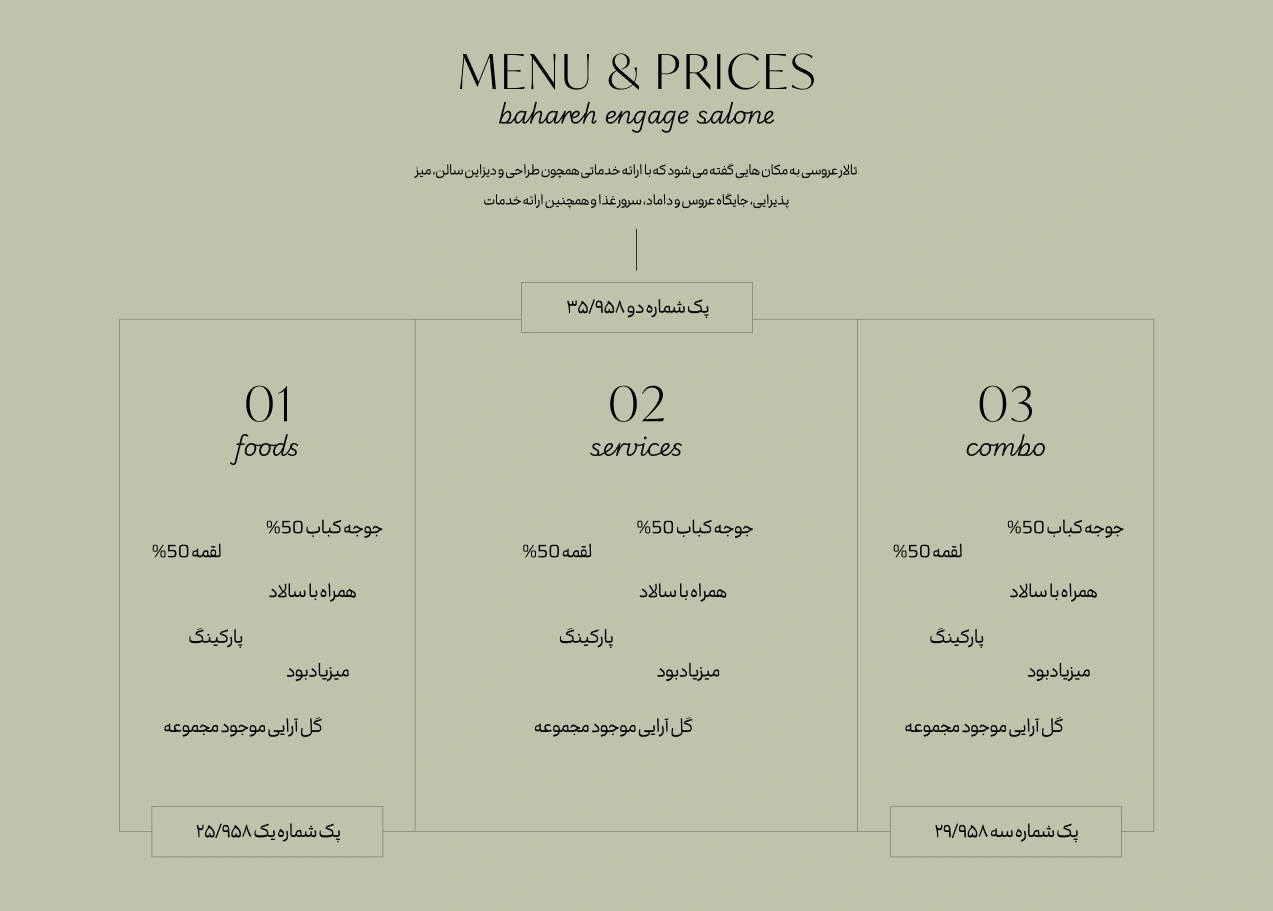 MENU & PRICES
bahareh engage salone
تالار عروسی به مکان هایی گفته می شود که با ارائه خدماتی همچون طراحی و دیزاین سالن، میز
پذیرایی، جایگاه عروس و داماد، سرور غذا و همچنین ارائه خدمات
پک شماره دو ۳۵/۹۵۸
01
foods
جوجه کباب 50%
لقمه 50%
همراه با سالاد
پارکینگ
میزیادبود
گل آرایی موجود مجموعه
پک شماره یک ۲۵/۹۵۸
02
services
جوجه کباب 50%
لقمه 50%
همراه با سالاد
پارکینگ
میزیادبود
گل آرایی موجود مجموعه
03
combo
جوجه کباب 50%
لقمه 50%
همراه با سالاد
پارکینگ
میزیادبود
گل آرایی موجود مجموعه
پک شماره سه ۲۹/۹۵۸